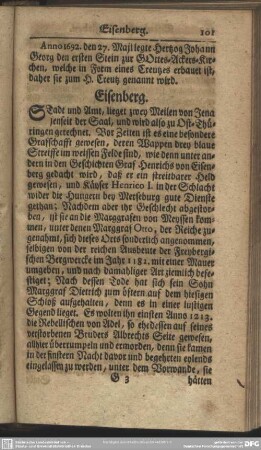 Eisenberg. 101
Anno 1692. den 27. Maji legte Hertzog Johann
Georg den ersten Stein zur GOttes-Ackers-Kir-
chen, welche in Form eines Creutzes erbauet ist,
daher sie zum H. Creutz genannt wird.
Eisenberg.
STadt und Amt, lieget zwey Meilen von Jena
jenseit der Saal, und wird also zu Ost-Thü-
ringen gerechnet. Vor Zeiten ist es eine besondere
Grafschafft gewesen, deren Wappen drey blaue
Streiffe im weissen Felde sind, wie denn unter an-
dern in den Geschichten Graf Henrichs von Eisen-
berg gedacht wird, daß er ein streitbarer Held
gewesen, und Käyser Henrico I. in der Schlacht
wider die Hungen bey Merseburg gute Dienste
gethan: Nachdem aber ihr Geschlecht abgestor-
ben, ist sie an die Marggrafen von Meyssen kom-
men, unter denen Marggraf Otto, der Reiche zu-
genahmt, sich dieses Orts sonderlich angenommen,
selbigen von der reichen Ausbeute der Freybergi-
schen Bergwercke im Jahr 1182. mit einer Mauer
umgeben, und nach damahliger Art ziemlich befe-
stiget; Nach dessen Tode hat sich sein Sohn
Marggraf Dietrich zum öftern auf dem hiesigen
Schloß aufgehalten, denn es in einer lustigen
Gegend lieget. Es wolten ihn einsten Anno 1213.
die Rebellischen von Adel, so ehedessen auf seines
verstorbenen Bruders Albrechts Seite gewesen,
allhier überrumpeln und ermorden, denn sie kamen
in der finstern Nacht davor und begehrten eylends
eingelassen zu werden, unter dem Vorwande, sie
G 3 hätten
DFG